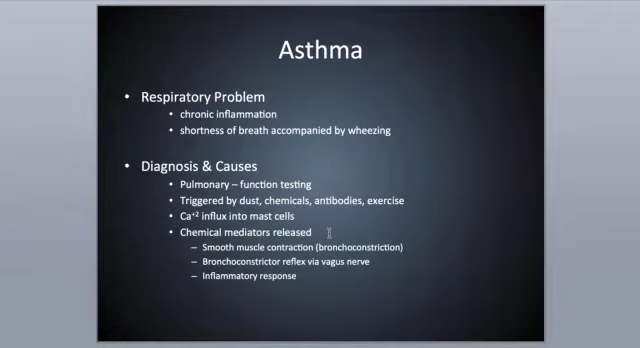 Asthma
• Respiratory Problem
• chronic inflammation
• shortness of breath accompanied by wheezing
• Diagnosis & Causes
• Pulmonary – function testing
• Triggered by dust, chemicals, antibodies, exercise
• Ca⁺² influx into mast cells
• Chemical mediators released
– Smooth muscle contraction (bronchoconstriction)
– Bronchoconstrictor reflex via vagus nerve
– Inflammatory response